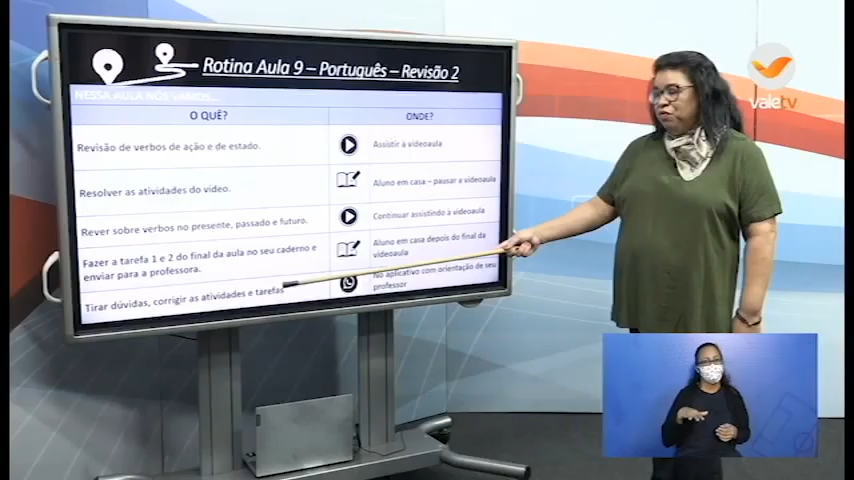 Rotina Aula 9 – Português – Revisão 2
NESSA AULA NÓS VAMOS...
O QUÊ?
ONDE?
Revisão de verbos de ação e de estado.
Assistir à videoaula
Resolver as atividades do vídeo.
Aluno em casa – pausar a videoaula
Rever sobre verbos no presente, passado e futuro.
Continuar assistindo à videoaula
Fazer a tarefa 1 e 2 do final da aula no seu caderno e
enviar para a professora.
Aluno em casa depois do final da
videoaula
Tirar dúvidas, corrigir as atividades e tarefas
No aplicativo com orientação de seu
professor
valetv